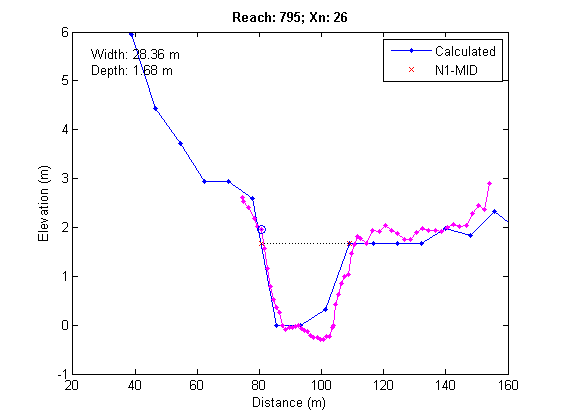 Reach: 795; Xn: 26
Width: 28.36 m
Depth: 1.68 m
Calculated
N1-MID
Elevation (m)
6
5
4
3
2
1
0
-1
20 40 60 80 100 120 140 160
Distance (m)